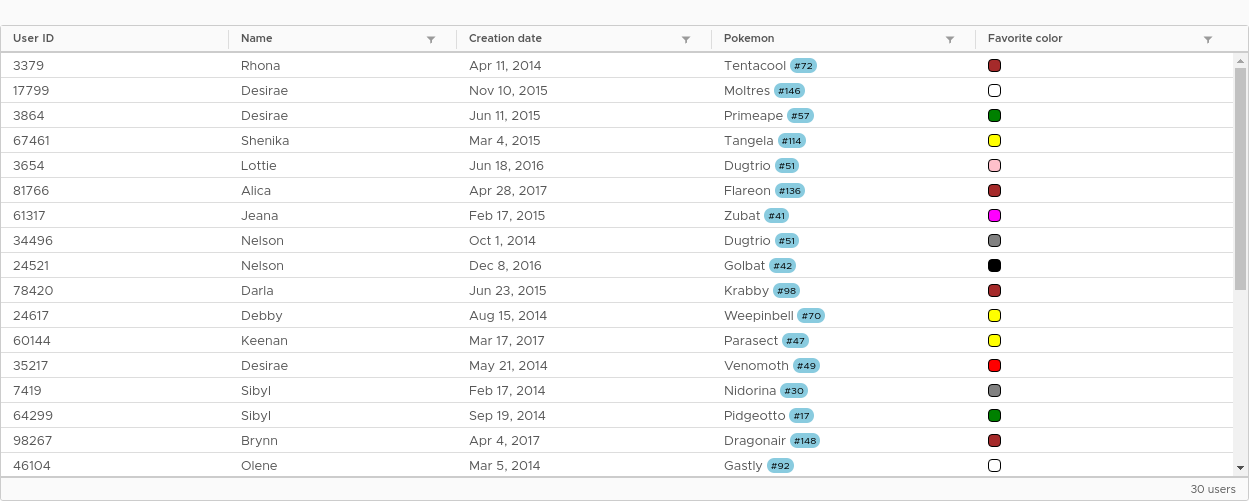 User ID Name Creation date Pokemon Favorite color
3379 Rhona Apr 11, 2014 Tentacool #72
17799 Desirae Nov 10, 2015 Moltres #146
3864 Desirae Jun 11, 2015 Primeape #57
67461 Shenika Mar 4, 2015 Tangela #114
3654 Lottie Jun 18, 2016 Dugtrio #51
81766 Alica Apr 28, 2017 Flareon #136
61317 Jeana Feb 17, 2015 Zubat #41
34496 Nelson Oct 1, 2014 Dugtrio #51
24521 Nelson Dec 8, 2016 Golbat #42
78420 Darla Jun 23, 2015 Krabby #98
24617 Debby Aug 15, 2014 Weepinbell #70
60144 Keenan Mar 17, 2017 Parasect #47
35217 Desirae May 21, 2014 Venomoth #49
7419 Sibyl Feb 17, 2014 Nidorina #30
64299 Sibyl Sep 19, 2014 Pidgeotto #17
98267 Brynn Apr 4, 2017 Dragonair #148
46104 Olene Mar 5, 2014 Gastly #92
30 users